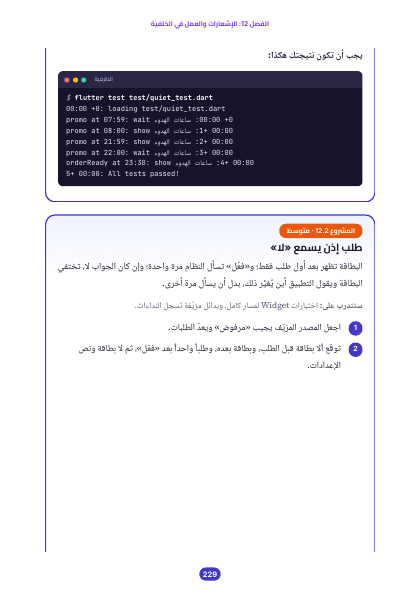 الفصل 12: الإشعارات والعمل في الخلفية
يجب أن تكون نتيجتك هكذا:
الطرفية
$ flutter test test/quiet_test.dart
00:00 +0: loading test/quiet_test.dart
promo at 07:59: wait ساعات الهدوء :00:00 +0
promo at 08:00: show ساعات الهدوء :1+ 00:00
promo at 21:59: show ساعات الهدوء :2+ 00:00
promo at 22:00: wait ساعات الهدوء :3+ 00:00
orderReady at 23:30: show ساعات الهدوء :4+ 00:00
5+ 00:00: All tests passed!
المشروع 12.2 · متوسط
طلب إذن يسمع «لا»
البطاقة تظهر بعد أول طلب فقط؛ و«فعّل» تسأل النظام مرة واحدة؛ وإن كان الجواب لا، تختفي
البطاقة ويقول التطبيق أين يُغيَّر ذلك، بدل أن يسأل مرة أخرى.
ستتدرب على: اختبارات Widget لمسار كامل، وبدائل مزيّفة تسجل النداءات.
1 اجعل المصدر المزيّف يجيب «مرفوض» ويعدّ الطلبات.
2 توقع ألا بطاقة قبل الطلب، وبطاقة بعده، وطلباً واحداً بعد «فعّل»، ثم لا بطاقة ونص
الإعدادات.
229